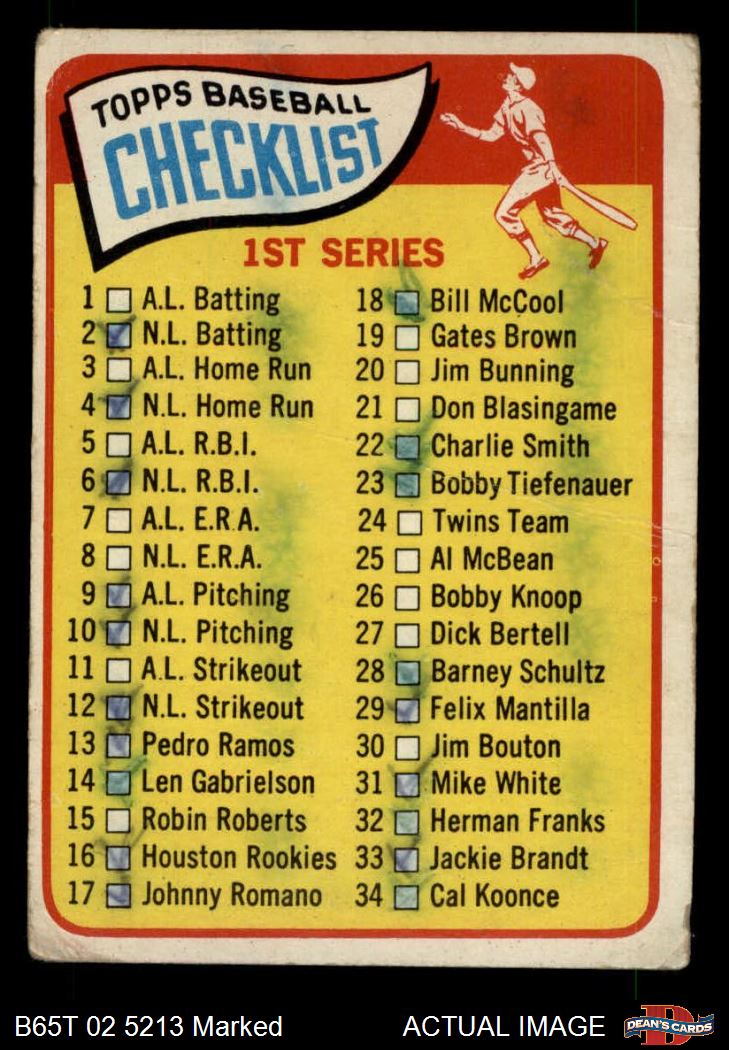 TOPPS BASEBALL
CHECKLIST
1ST SERIES
1 A.L. Batting
2 N.L. Batting
3 A.L. Home Run
4 N.L. Home Run
5 A.L. R.B.I.
6 N.L. R.B.I.
7 A.L. E.R.A.
8 N.L. E.R.A.
9 A.L. Pitching
10 N.L. Pitching
11 A.L. Strikeout
12 N.L. Strikeout
13 Pedro Ramos
14 Len Gabrielson
15 Robin Roberts
16 Houston Rookies
17 Johnny Romano
18 Bill McCool
19 Gates Brown
20 Jim Bunning
21 Don Blasingame
22 Charlie Smith
23 Bobby Tiefenauer
24 Twins Team
25 Al McBean
26 Bobby Knoop
27 Dick Bertell
28 Barney Schultz
29 Felix Mantilla
30 Jim Bouton
31 Mike White
32 Herman Franks
33 Jackie Brandt
34 Cal Koonce
B65T 02 5213 Marked
ACTUAL IMAGE
D
DEAN'S CARDS